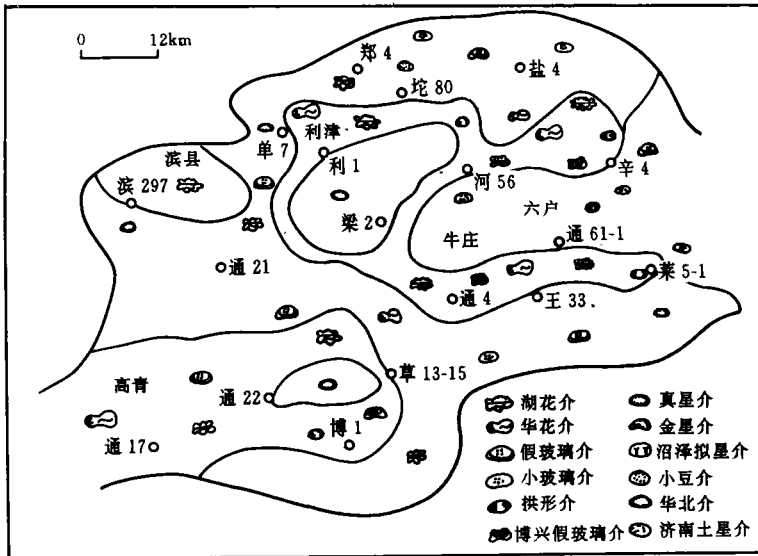 0 12km
郑 4
盐 4
坨 80
利津
单 7
滨县
利 1
滨 297
河 56
辛 4
六户
梁 2
牛庄
通 61-1
通 21
莱 5-1
通 4
王 33
草 13-15
高青
通 22
博 1
通 17
湖花介
真星介
华花介
金星介
假玻璃介
沼泽拟星介
小玻璃介
小豆介
拱形介
华北介
博兴假玻璃介
济南土星介